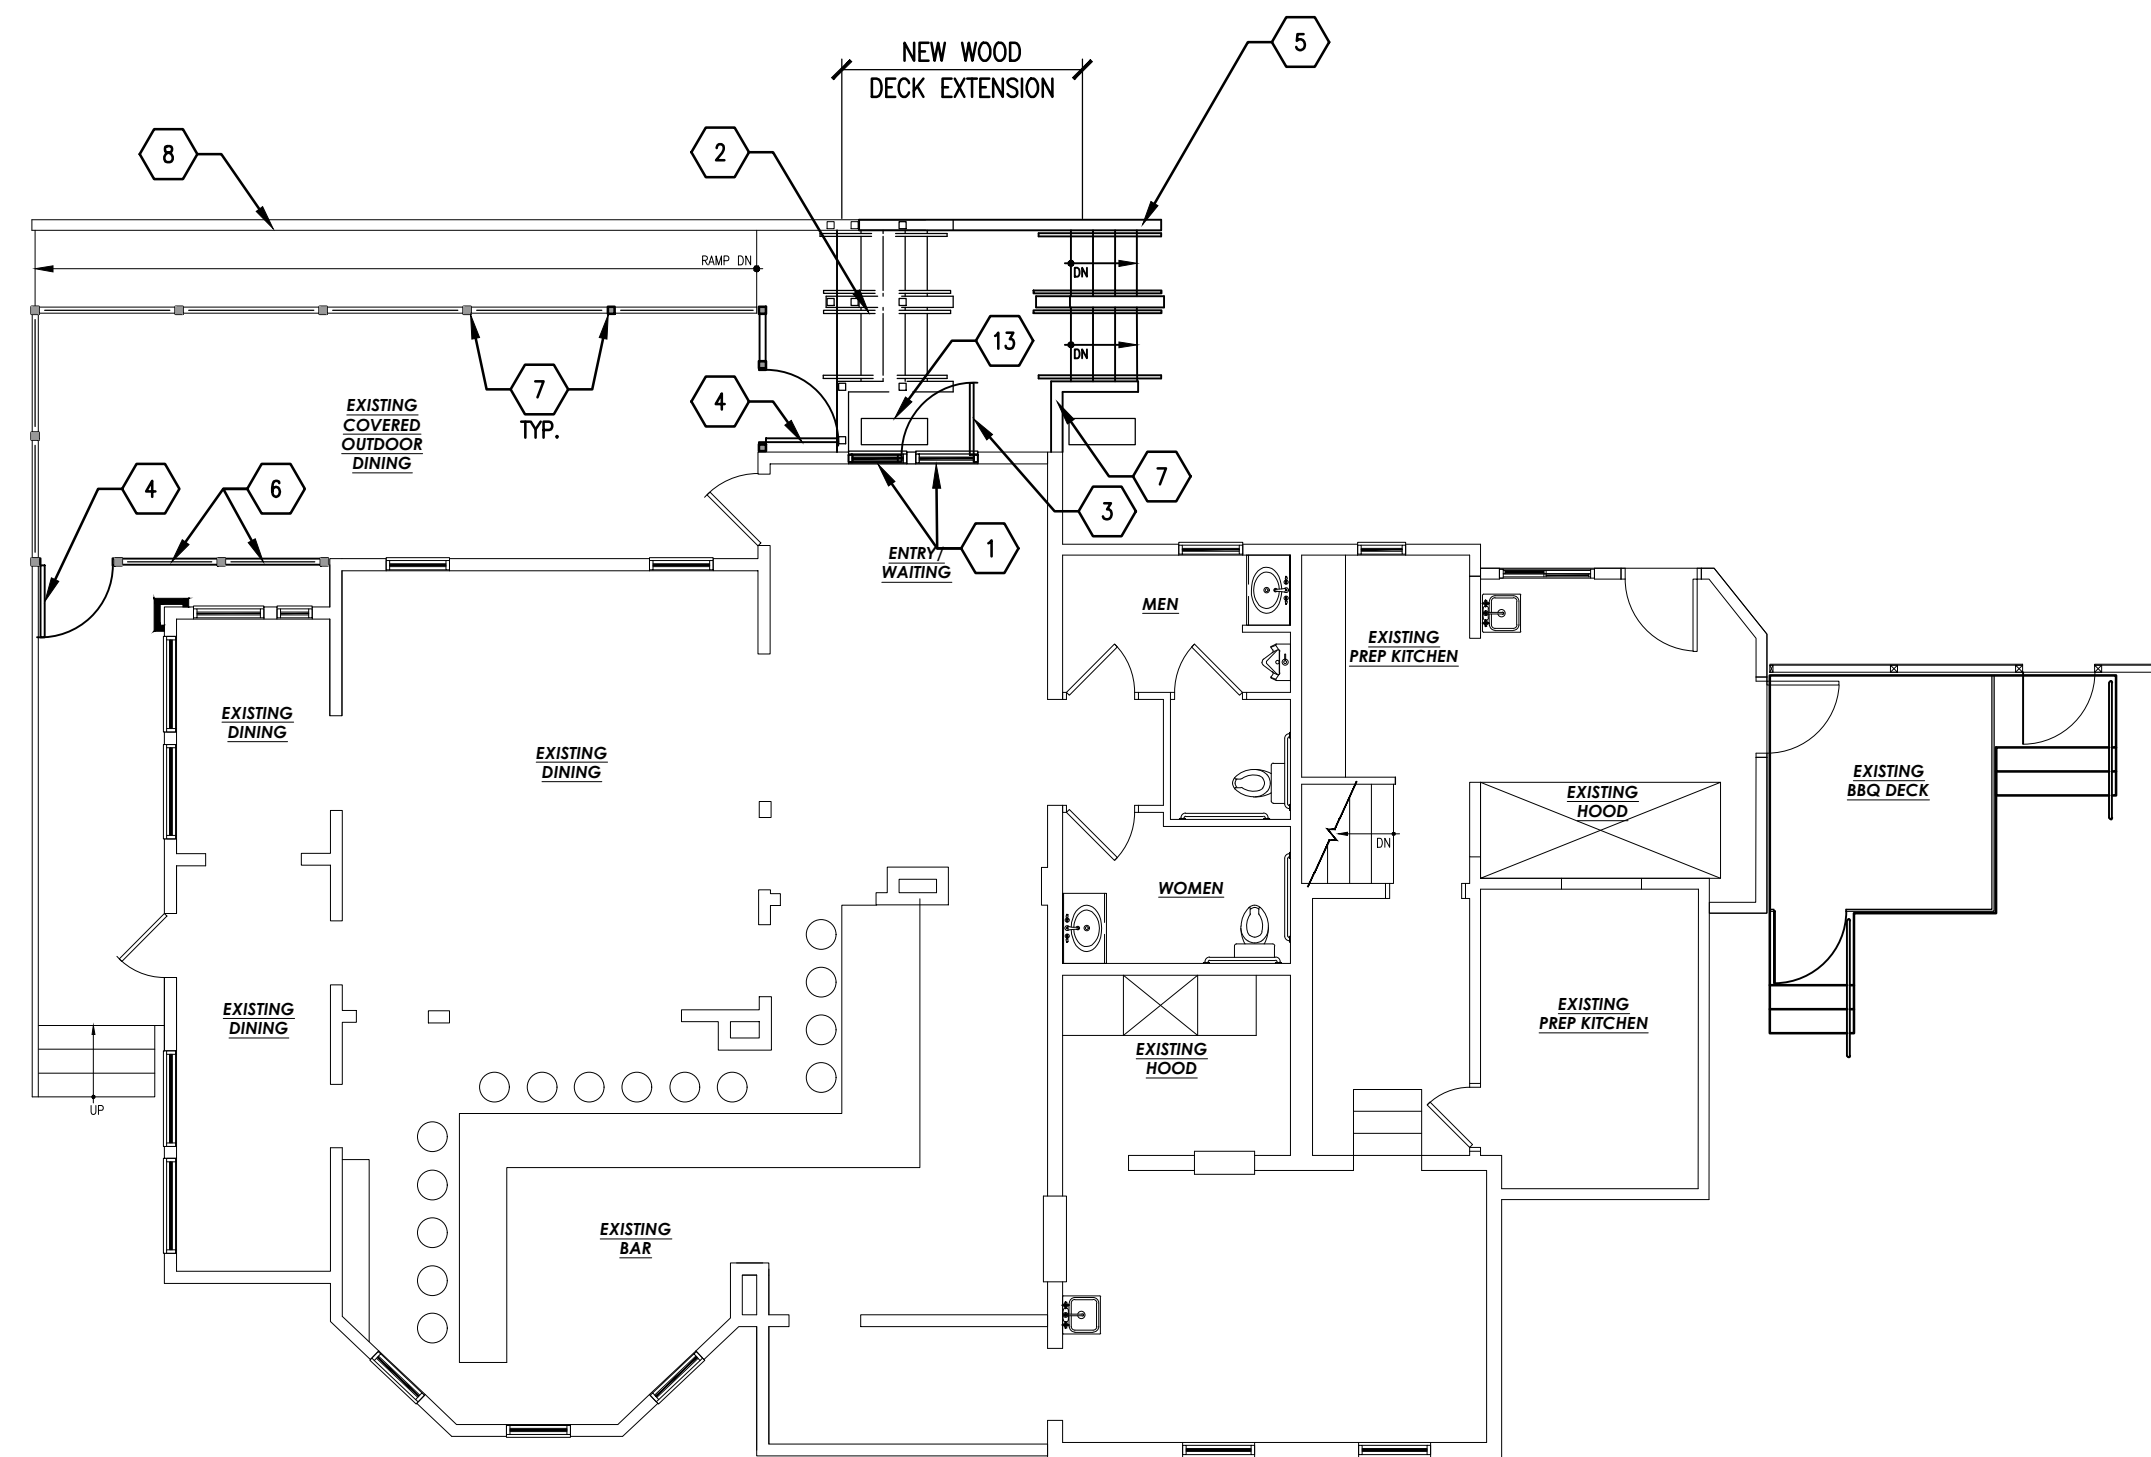 NEW WOOD
DECK EXTENSION
5
8
2
RAMP DN
DN
13
DN
7
TYP.
4
EXISTING
COVERED
OUTDOOR
DINING
4
6
7
3
1
ENTRY/
WAITING
MEN
EXISTING
PREP KITCHEN
EXISTING
DINING
EXISTING
DINING
EXISTING
HOOD
EXISTING
BBQ DECK
DN
WOMEN
EXISTING
DINING
EXISTING
PREP KITCHEN
EXISTING
HOOD
UP
EXISTING
BAR